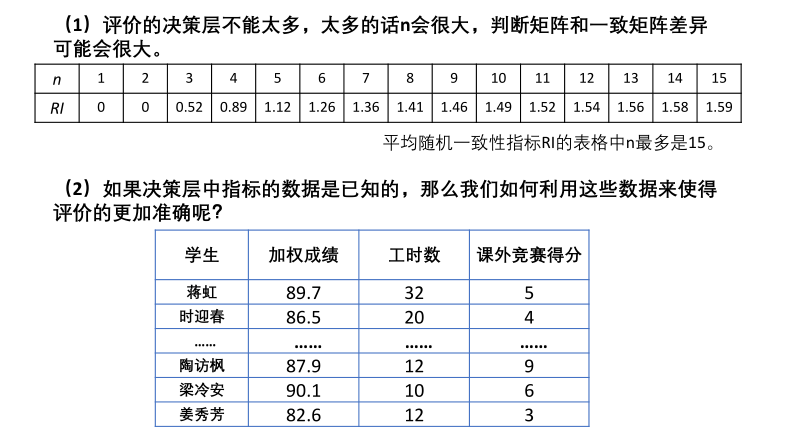 （1）评价的决策层不能太多，太多的话n会很大，判断矩阵和一致矩阵差异
可能会很大。
n 1 2 3 4 5 6 7 8 9 10 11 12 13 14 15
RI 0 0 0.52 0.89 1.12 1.26 1.36 1.41 1.46 1.49 1.52 1.54 1.56 1.58 1.59
平均随机一致性指标RI的表格中n最多是15。
（2）如果决策层中指标的数据是已知的，那么我们如何利用这些数据来使得
评价的更加准确呢？
学生 加权成绩 工时数 课外竞赛得分
蒋虹 89.7 32 5
时迎春 86.5 20 4
…… …… …… ……
陶访枫 87.9 12 9
梁冷安 90.1 10 6
姜秀芳 82.6 12 3